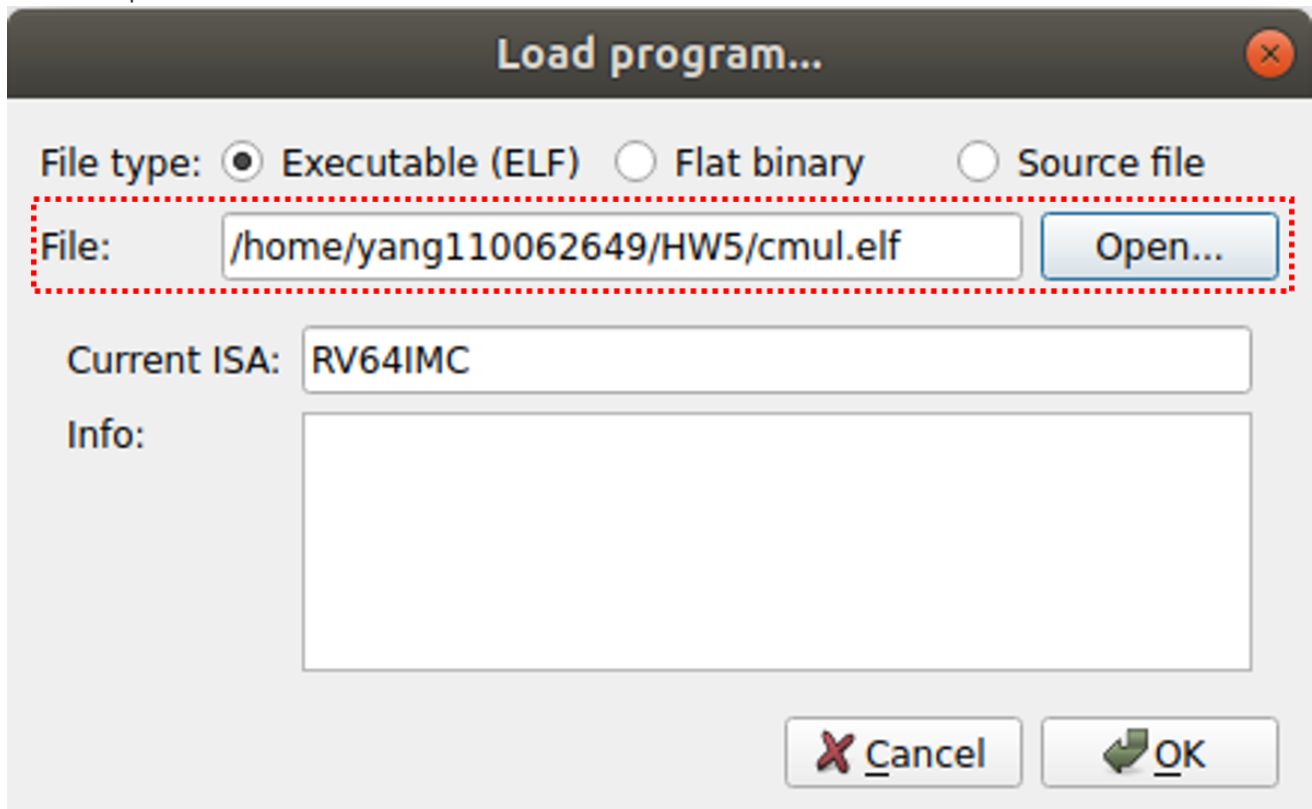 Load program...
File type: Executable (ELF) Flat binary Source file
File: /home/yang110062649/HW5/cmul.elf Open...
Current ISA: RV64IMC
Info:
Cancel OK